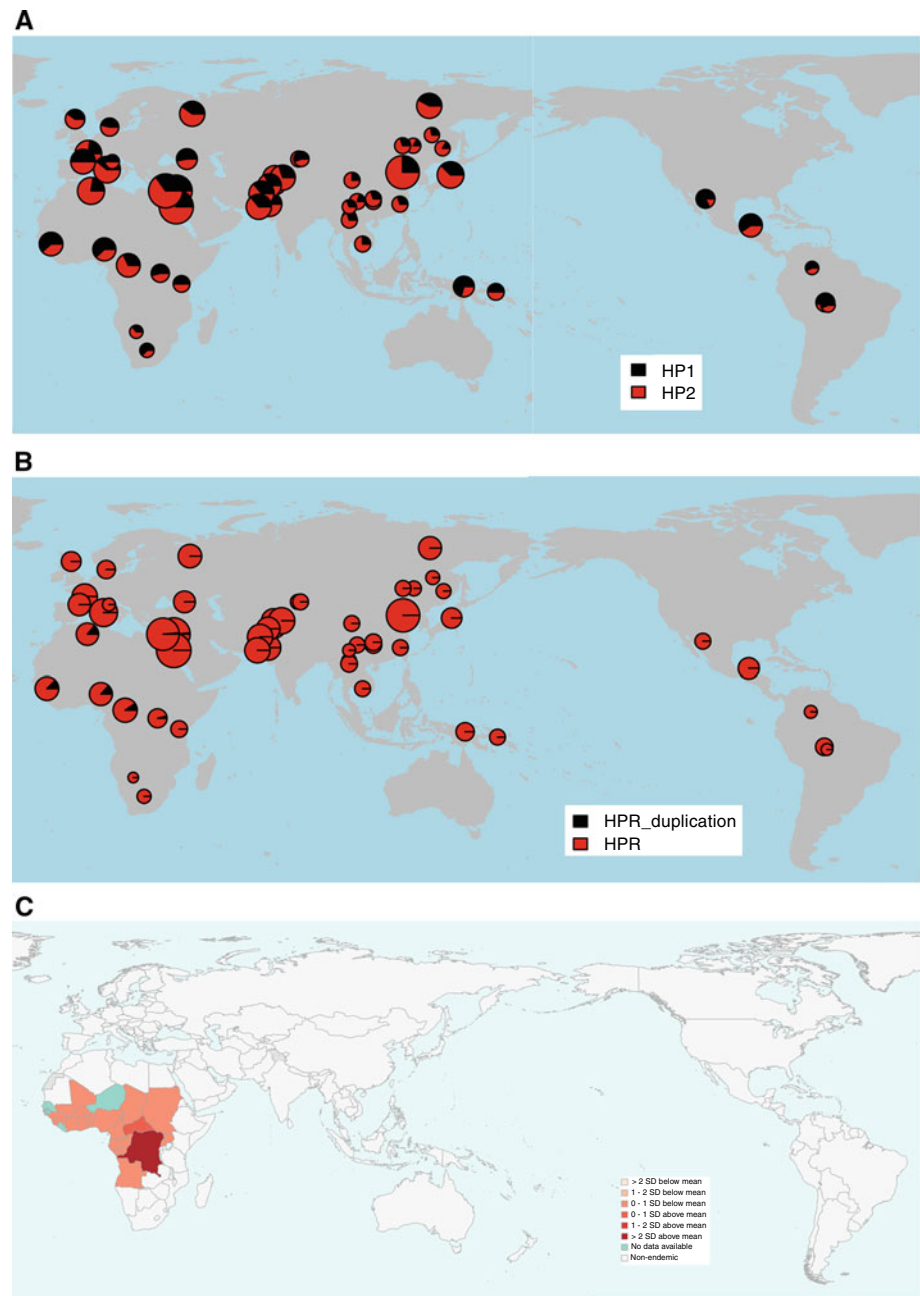 A
HP1
HP2
B
HPR_duplication
HPR
C
> 2 SD below mean
1 - 2 SD below mean
0 - 1 SD below mean
0 - 1 SD above mean
1 - 2 SD above mean
> 2 SD above mean
No data available
Non-endemic